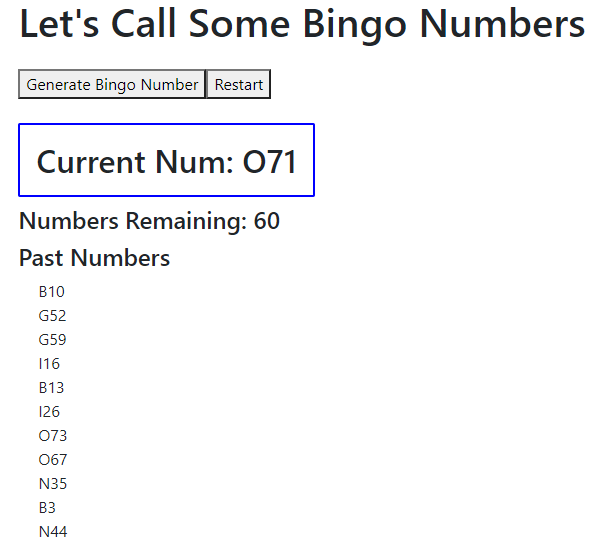 Let's Call Some Bingo Numbers
Generate Bingo Number Restart
Current Num: O71
Numbers Remaining: 60
Past Numbers
B10
G52
G59
I16
B13
I26
O73
O67
N35
B3
N44